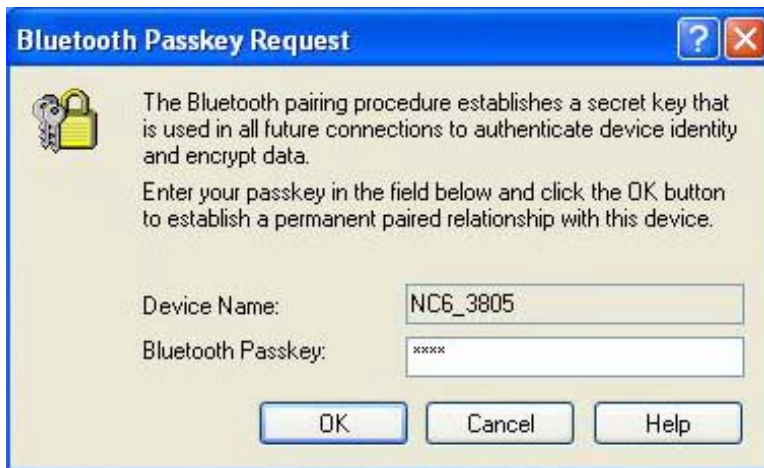 Bluetooth Passkey Request
The Bluetooth pairing procedure establishes a secret key that
is used in all future connections to authenticate device identity
and encrypt data.
Enter your passkey in the field below and click the OK button
to establish a permanent paired relationship with this device.
Device Name: NC6_3805
Bluetooth Passkey: xxxx
OK Cancel Help